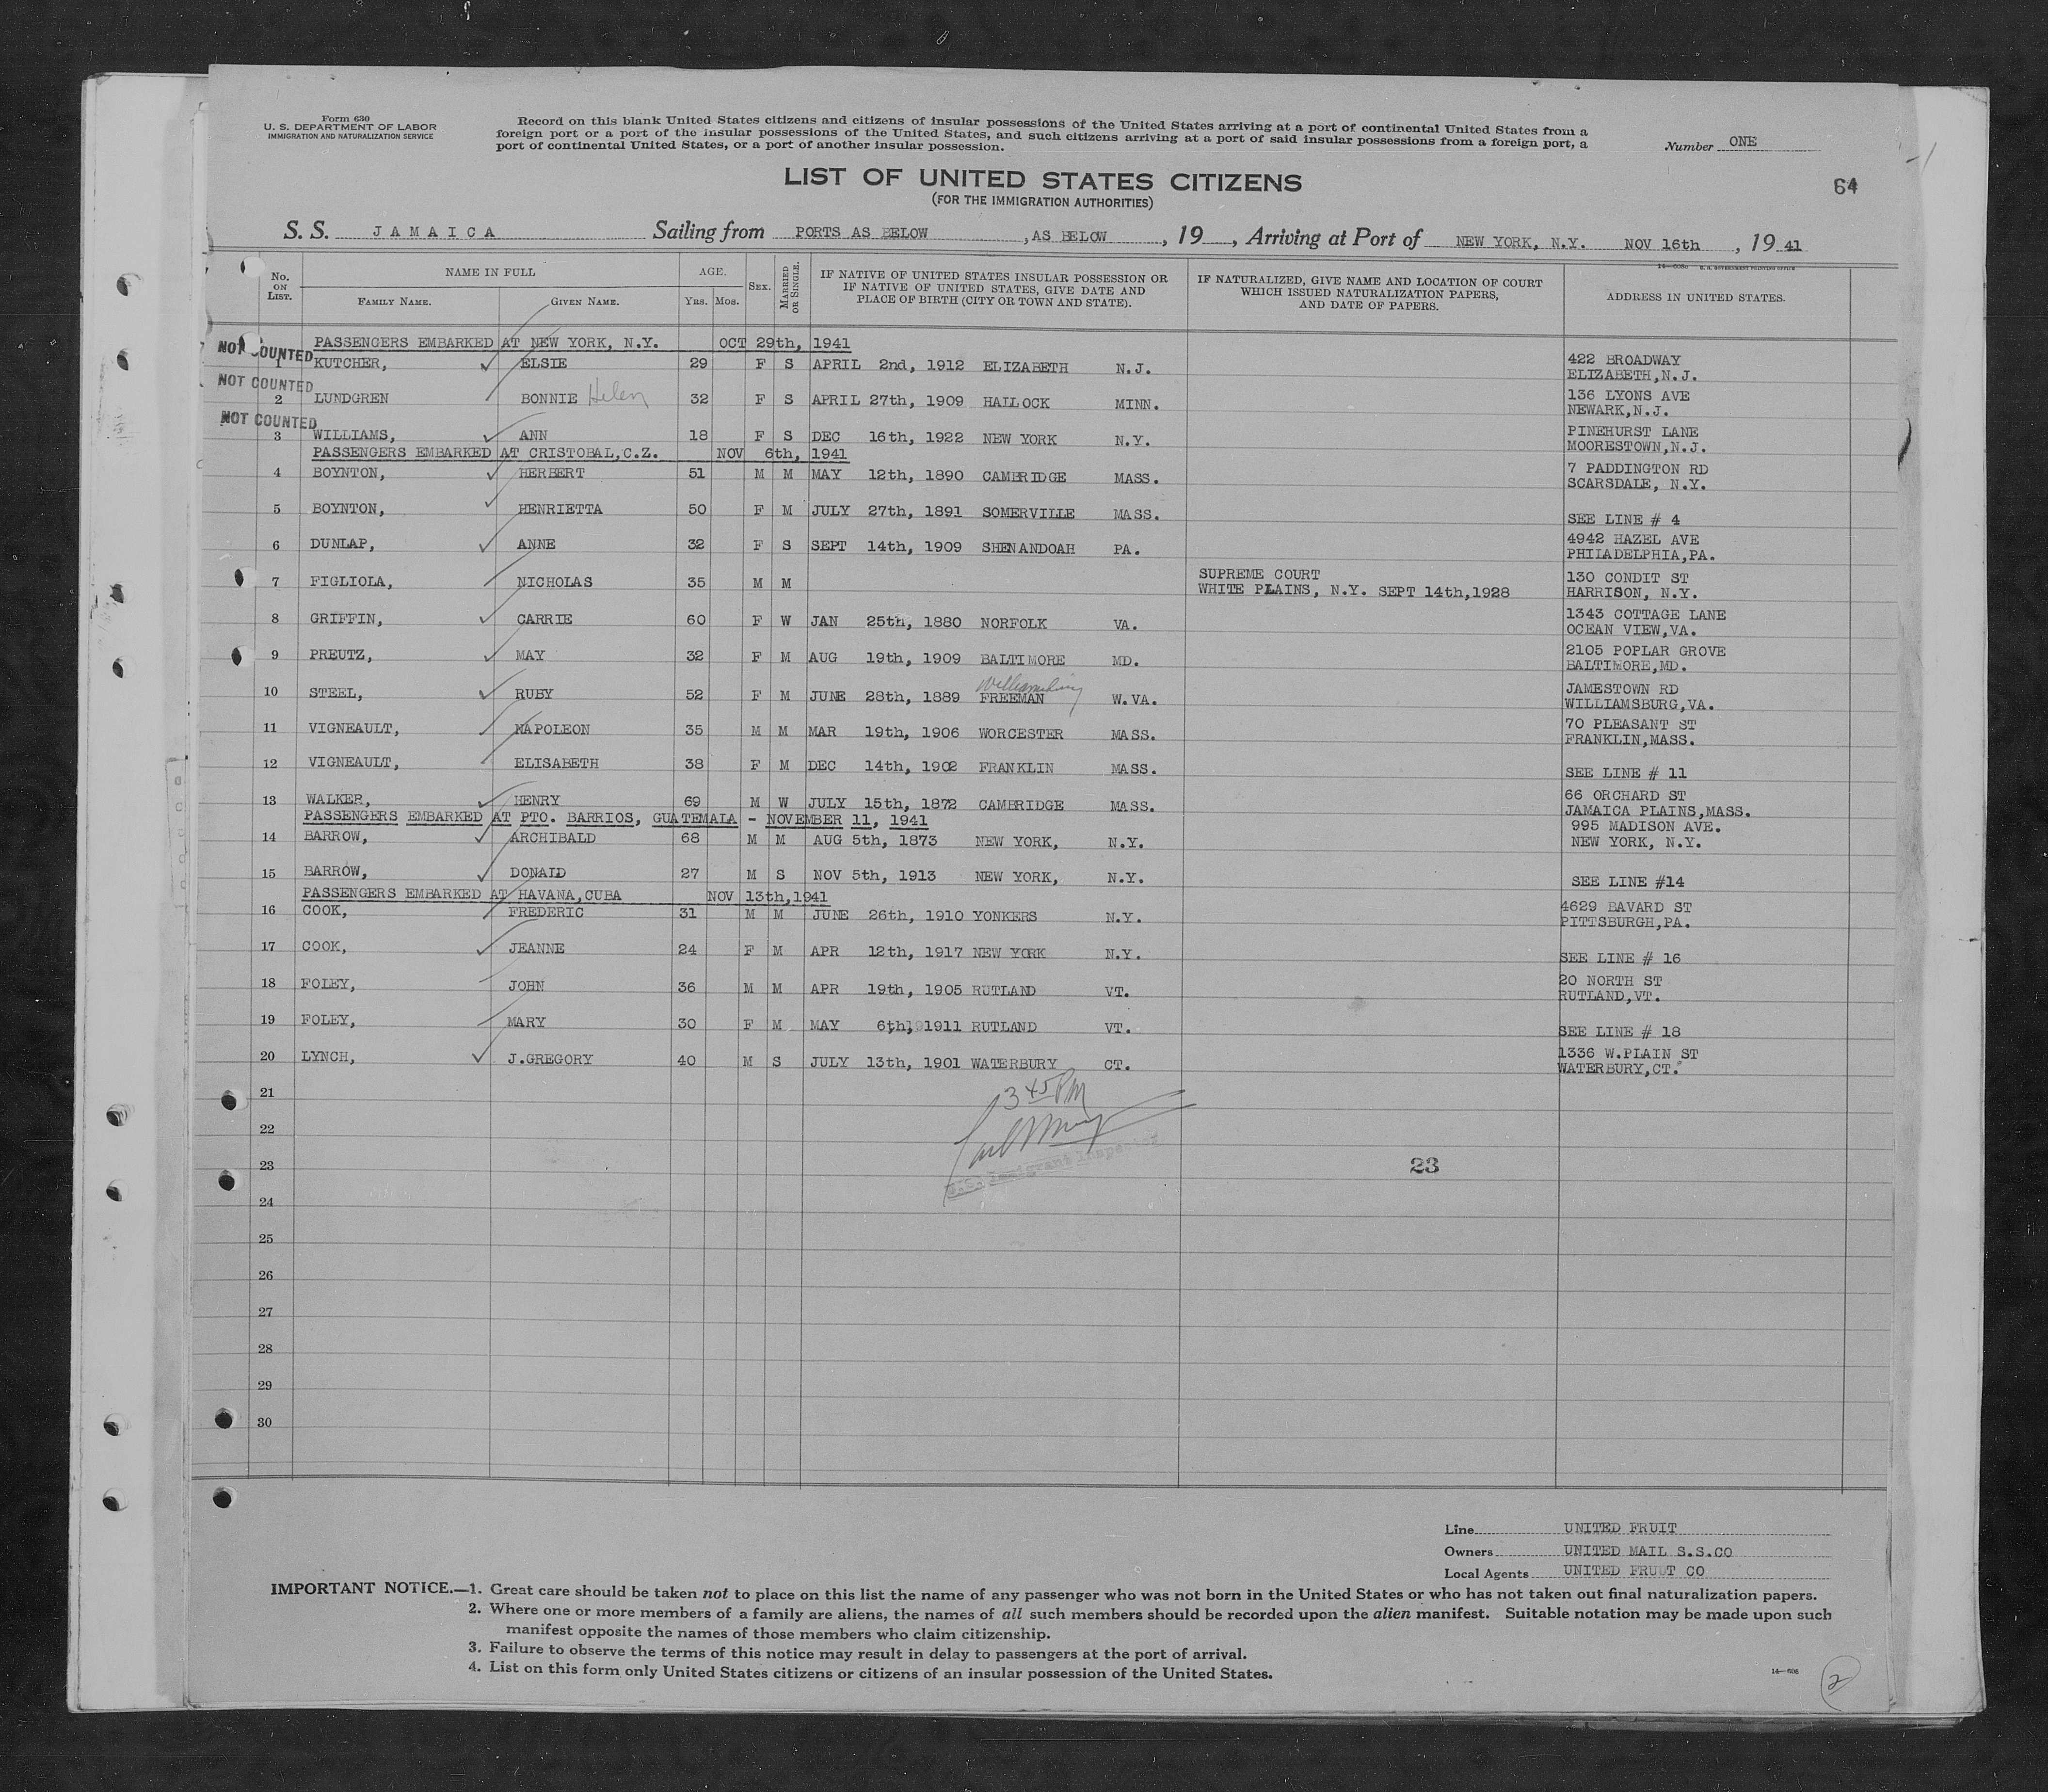 Form 630
U. S. DEPARTMENT OF LABOR
IMMIGRATION AND NATURALIZATION SERVICE
Record on this blank United States citizens and citizens of insular possessions of the United States arriving at a port of continental United States from a
foreign port or a port of the insular possessions of the United States, and such citizens arriving at a port of said insular possessions from a foreign port, a
port of continental United States, or a port of another insular possession.
Number ONE
64
LIST OF UNITED STATES CITIZENS
(FOR THE IMMIGRATION AUTHORITIES)
S. S. JAMAICA Sailing from PORTS AS BELOW , AS BELOW , 19 , Arriving at Port of NEW YORK, N.Y. NOV 16th , 19 41
No. ON LIST. NAME IN FULL FAMILY NAME. GIVEN NAME. AGE. Yrs. Mos. SEX. MARRIED OR SINGLE. IF NATIVE OF UNITED STATES INSULAR POSSESSION OR IF NATIVE OF UNITED STATES, GIVE DATE AND PLACE OF BIRTH (CITY OR TOWN AND STATE). IF NATURALIZED, GIVE NAME AND LOCATION OF COURT WHICH ISSUED NATURALIZATION PAPERS, AND DATE OF PAPERS. ADDRESS IN UNITED STATES.
PASSENGERS EMBARKED AT NEW YORK, N.Y. OCT 29th, 1941
NOT COUNTED
1 KUTCHER, ELSIE 29 F S APRIL 2nd, 1912 ELIZABETH N.J. 422 BROADWAY
ELIZABETH,N.J.
NOT COUNTED
2 LUNDGREN BONNIE Helen 32 F S APRIL 27th, 1909 HALLOCK MINN. 136 LYONS AVE
NEWARK,N.J.
NOT COUNTED
3 WILLIAMS, ANN 18 F S DEC 16th, 1922 NEW YORK N.Y. PINEHURST LANE
MOORESTOWN,N.J.
PASSENGERS EMBARKED AT CRISTOBAL,C.Z. NOV 6th, 1941
4 BOYNTON, HERBERT 51 M M MAY 12th, 1890 CAMBRIDGE MASS. 7 PADDINGTON RD
SCARSDALE, N.Y.
5 BOYNTON, HENRIETTA 50 F M JULY 27th, 1891 SOMERVILLE MASS. SEE LINE # 4
6 DUNLAP, ANNE 32 F S SEPT 14th, 1909 SHENANDOAH PA. 4942 HAZEL AVE
PHILADELPHIA,PA.
7 FIGLIOLA, NICHOLAS 35 M M SUPREME COURT
WHITE PLAINS, N.Y. SEPT 14th,1928 130 CONDIT ST
HARRISON, N.Y.
8 GRIFFIN, CARRIE 60 F W JAN 25th, 1880 NORFOLK VA. 1343 COTTAGE LANE
OCEAN VIEW,VA.
9 PREUTZ, MAY 32 F M AUG 19th, 1909 BALTIMORE MD. 2105 POPLAR GROVE
BALTIMORE,MD.
10 STEEL, RUBY 52 F M JUNE 28th, 1889 FREEMAN W.VA. JAMESTOWN RD
WILLIAMSBURG,VA.
11 VIGNEAULT, NAPOLEON 35 M M MAR 19th, 1906 WORCESTER MASS. 70 PLEASANT ST
FRANKLIN,MASS.
12 VIGNEAULT, ELISABETH 38 F M DEC 14th, 1902 FRANKLIN MASS. SEE LINE # 11
13 WALKER, HENRY 69 M W JULY 15th, 1872 CAMBRIDGE MASS. 66 ORCHARD ST
JAMAICA PLAINS,MASS.
PASSENGERS EMBARKED AT PTO. BARRIOS, GUATEMALA - NOVEMBER 11, 1941
14 BARROW, ARCHIBALD 68 M M AUG 5th, 1873 NEW YORK, N.Y. 995 MADISON AVE.
NEW YORK, N.Y.
15 BARROW, DONALD 27 M S NOV 5th, 1913 NEW YORK, N.Y. SEE LINE #14
PASSENGERS EMBARKED AT HAVANA,CUBA NOV 13th,1941
16 COOK, FREDERIC 31 M M JUNE 26th, 1910 YONKERS N.Y. 4629 BAVARD ST
PITTSBURGH,PA.
17 COOK, JEANNE 24 F M APR 12th, 1917 NEW YORK N.Y. SEE LINE # 16
18 FOLEY, JOHN 36 M M APR 19th, 1905 RUTLAND VT. 20 NORTH ST
RUTLAND,VT.
19 FOLEY, MARY 30 F M MAY 6th, 1911 RUTLAND VT. SEE LINE # 18
20 LYNCH, J.GREGORY 40 M S JULY 13th, 1901 WATERBURY CT. 1336 W.PLAIN ST
WATERBURY,CT.
21
3 45 PM
22
23 23
24
25
26
27
28
29
30
Line UNITED FRUIT
Owners UNITED MAIL S.S.CO
Local Agents UNITED FRUIT CO
IMPORTANT NOTICE.—1. Great care should be taken not to place on this list the name of any passenger who was not born in the United States or who has not taken out final naturalization papers.
2. Where one or more members of a family are aliens, the names of all such members should be recorded upon the alien manifest. Suitable notation may be made upon such
manifest opposite the names of those members who claim citizenship.
3. Failure to observe the terms of this notice may result in delay to passengers at the port of arrival.
4. List on this form only United States citizens or citizens of an insular possession of the United States.
14—606
2